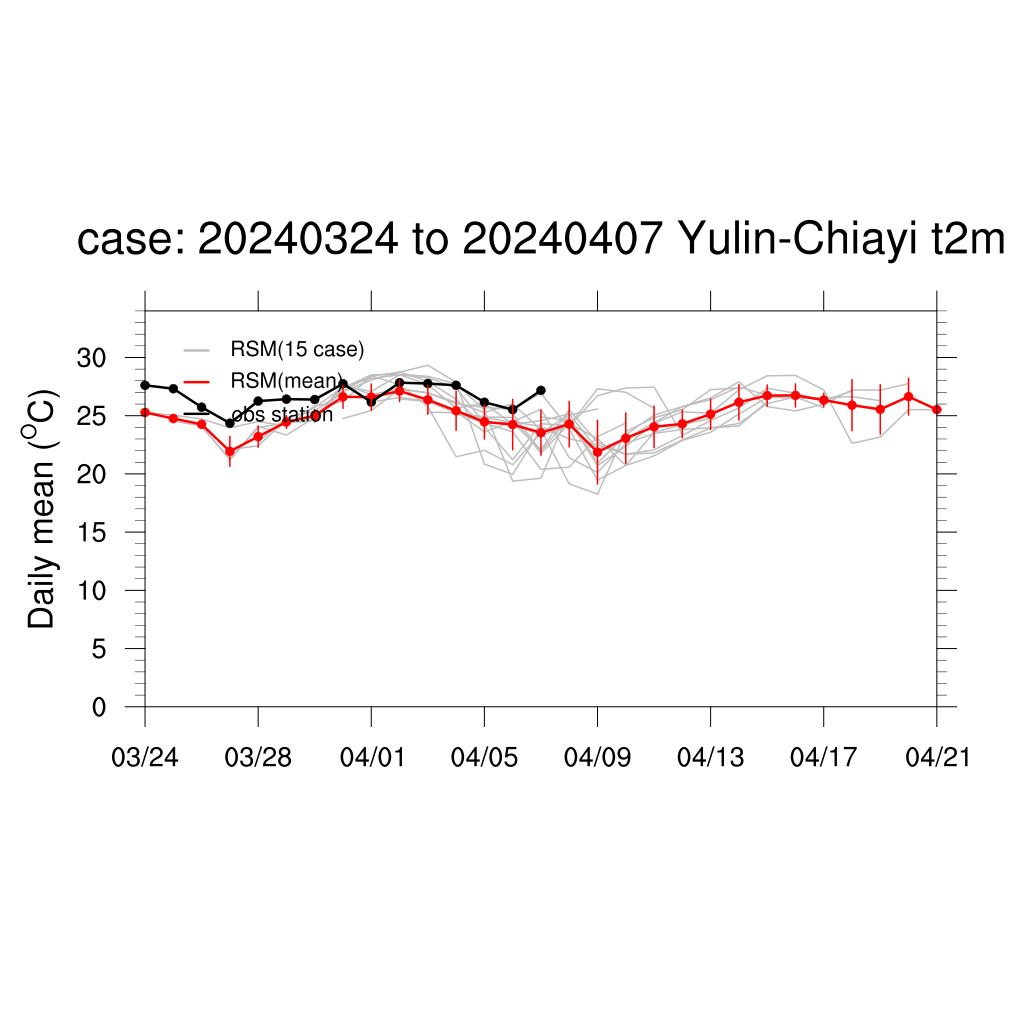 case: 20240324 to 20240407 Yulin-Chiayi t2m
RSM(15 case)
RSM(mean)
obs station
Daily mean (°C)
30
25
20
15
10
5
0
03/24 03/28 04/01 04/05 04/09 04/13 04/17 04/21